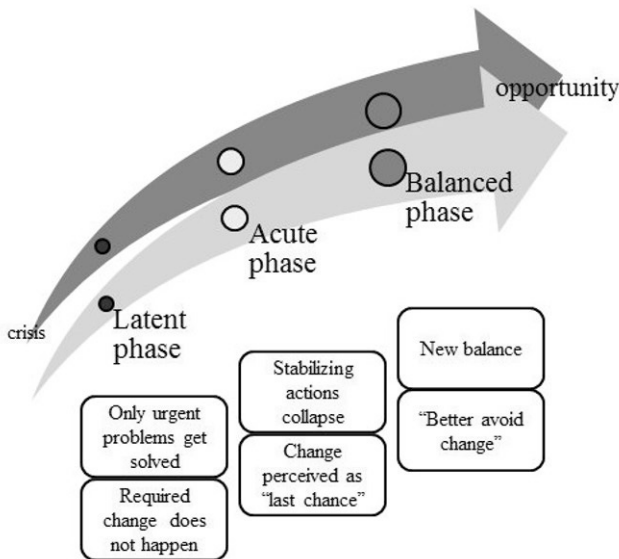 opportunity
Balanced
phase
Acute
phase
crisis
Latent
phase
New balance
Stabilizing
actions
collapse
“Better avoid
change”
Only urgent
problems get
solved
Change
perceived as
“last chance”
Required
change does
not happen